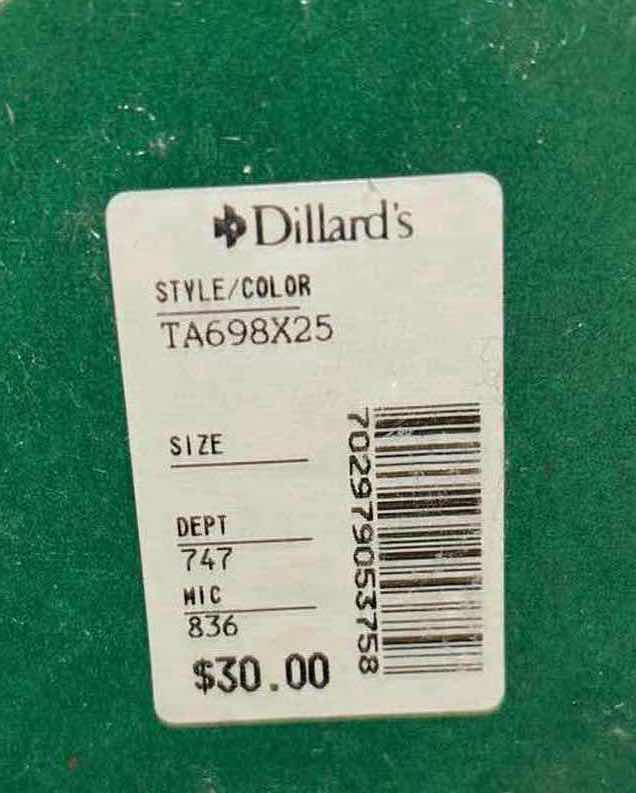 Dillard's
STYLE/COLOR
TA698X25
SIZE
DEPT
747
MIC
836
$30.00
702979053758